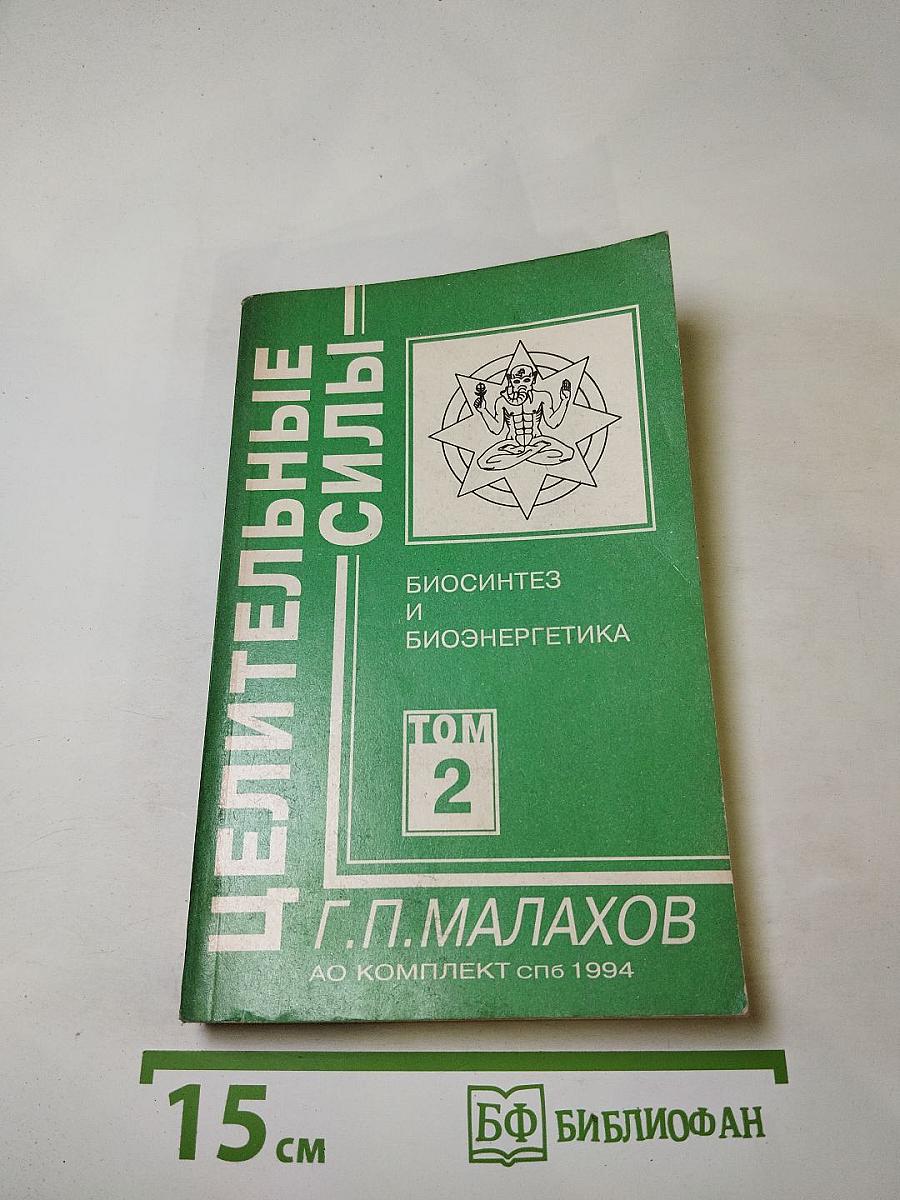 ЦЕЛИТЕЛЬНЫЕ
СИЛЫ
БИОСИНТЕЗ
И
БИОЭНЕРГЕТИКА
ТОМ
2
Г.П.МАЛАХОВ
АО КОМПЛЕКТ СПб 1994
15 см
БФ БИБЛИОФАН